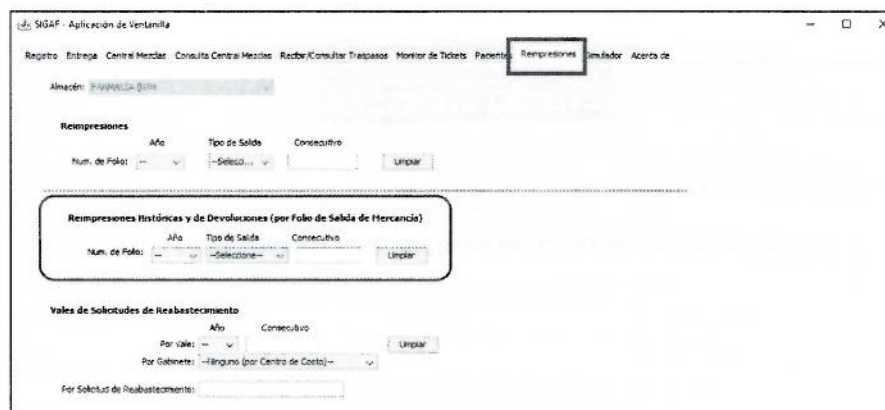 SIGAF - Aplicación de Ventanilla
Registro Entrega Central Mezclas Consulta Central Mezclas Recibir/Consultar Traspasos Monitor de Tickets Pacientes Reimpresiones Simulador Acerca de
Almacén: FARMACIA
Reimpresiones
Año Tipo de Salida Consecutivo
Num. de Folio: -- --Selecc... Limpiar
Reimpresiones Históricas y de Devoluciones (por Folio de Salida de Mercancía)
Año Tipo de Salida Consecutivo
Num. de Folio: -- --Seleccione-- Limpiar
Vales de Solicitudes de Reabastecimiento
Año Consecutivo
Por Vale: -- Limpiar
Por Gabinete: --Ninguno (por Centro de Costo)--
Por Solicitud de Reabastecimiento: